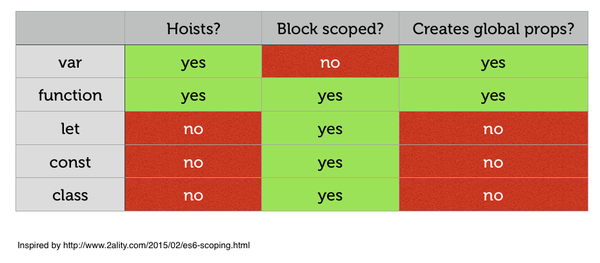 Hoists? Block scoped? Creates global props?
var yes no yes
function yes yes yes
let no yes no
const no yes no
class no yes no
Inspired by http://www.2ality.com/2015/02/es6-scoping.html